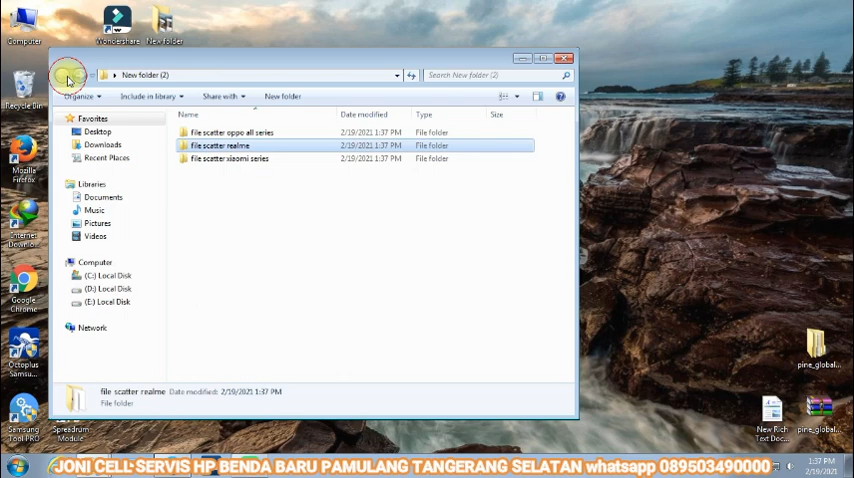 Computer
Wondershare
New folder
Recycle Bin
Mozilla
Firefox
Internet
Downlo...
Google
Chrome
Octoplus
Samsu...
Samsung
Tool PRO
Spreadrum
Module
New folder (2)
Search New folder (2)
Organize
Include in library
Share with
New folder
Name
Date modified
Type
Size
file scatter oppo all series 2/19/2021 1:37 PM File folder
file scatter realme 2/19/2021 1:37 PM File folder
file scatter xiaomi series 2/19/2021 1:37 PM File folder
Favorites
Desktop
Downloads
Recent Places
Libraries
Documents
Music
Pictures
Videos
Computer
(C:) Local Disk
(D:) Local Disk
(E:) Local Disk
Network
file scatter realme Date modified: 2/19/2021 1:37 PM
File folder
pine_global...
New Rich
Text Doc...
pine_global...
JONI CELL SERVIS HP BENDA BARU PAMULANG TANGERANG SELATAN whatsapp 089503490000
1:37 PM
2/19/2021